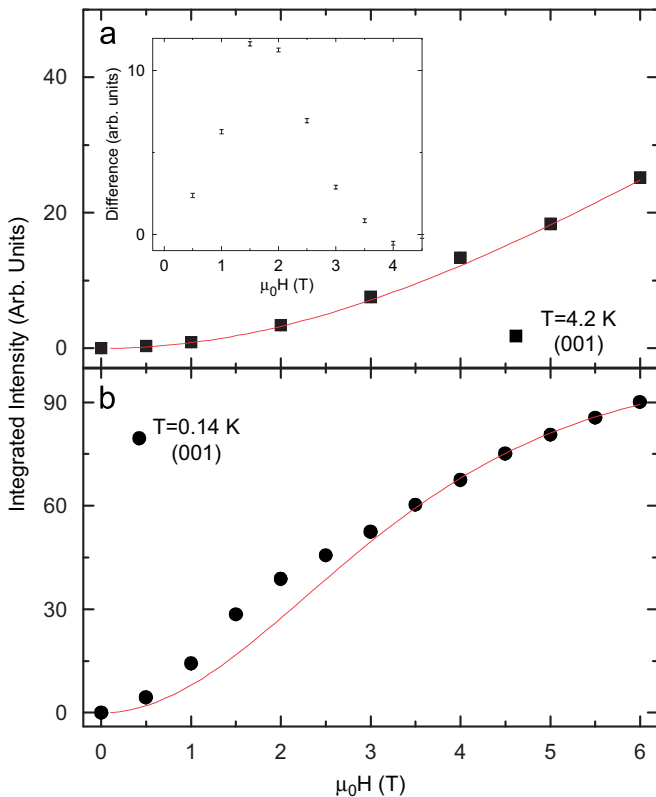 a
40
20
0
Integrated Intensity (Arb. Units)
10
0
Difference (arb. units)
0 1 2 3 4
μ₀H (T)
T=4.2 K
(001)
b
90
60
30
0
T=0.14 K
(001)
0 1 2 3 4 5 6
μ₀H (T)